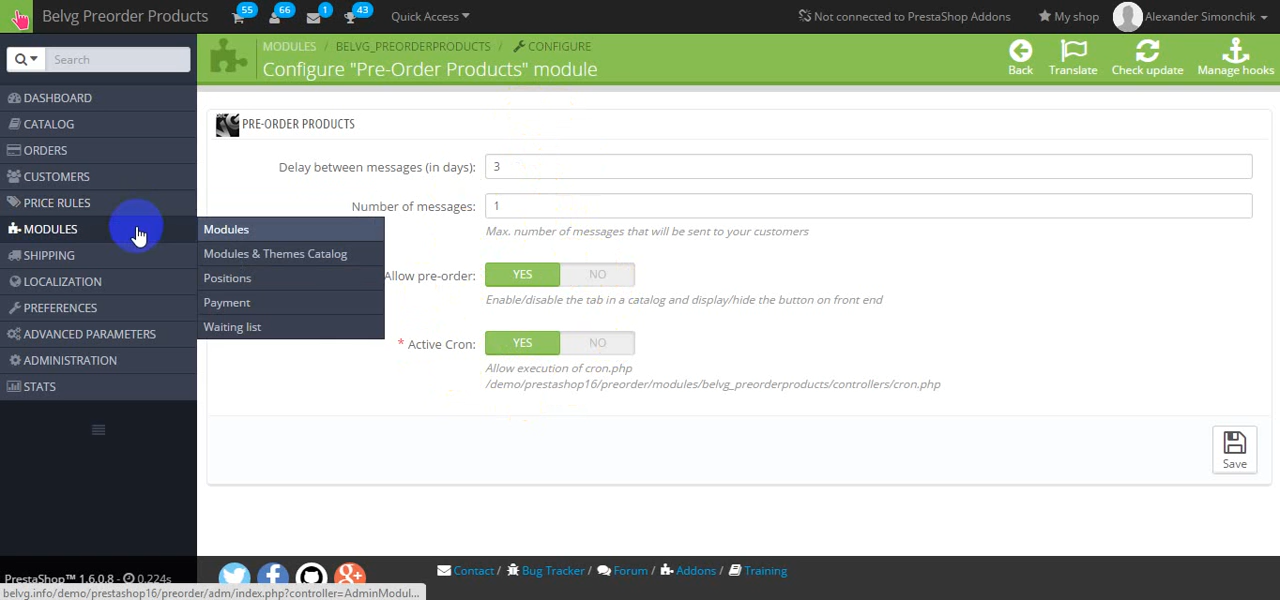 Belvg Preorder Products 55 66 1 43 Quick Access Not connected to PrestaShop Addons My shop Alexander Simonchik
Search
MODULES / BELVG_PREORDERPRODUCTS / CONFIGURE
Configure "Pre-Order Products" module
Back Translate Check update Manage hooks
DASHBOARD
CATALOG
ORDERS
CUSTOMERS
PRICE RULES
MODULES
SHIPPING
LOCALIZATION
PREFERENCES
ADVANCED PARAMETERS
ADMINISTRATION
STATS
Modules
Modules & Themes Catalog
Positions
Payment
Waiting list
PRE-ORDER PRODUCTS
Delay between messages (in days): 3
Number of messages: 1
Max. number of messages that will be sent to your customers
Allow pre-order: YES NO
Enable/disable the tab in a catalog and display/hide the button on front end
* Active Cron: YES NO
Allow execution of cron.php
/demo/prestashop16/preorder/modules/belvg_preorderproducts/controllers/cron.php
Save
PrestaShop™ 1.6.0.8 - 0.224s
Contact / Bug Tracker / Forum / Addons / Training
belvg.info/demo/prestashop16/preorder/adm/index.php?controller=AdminModul...